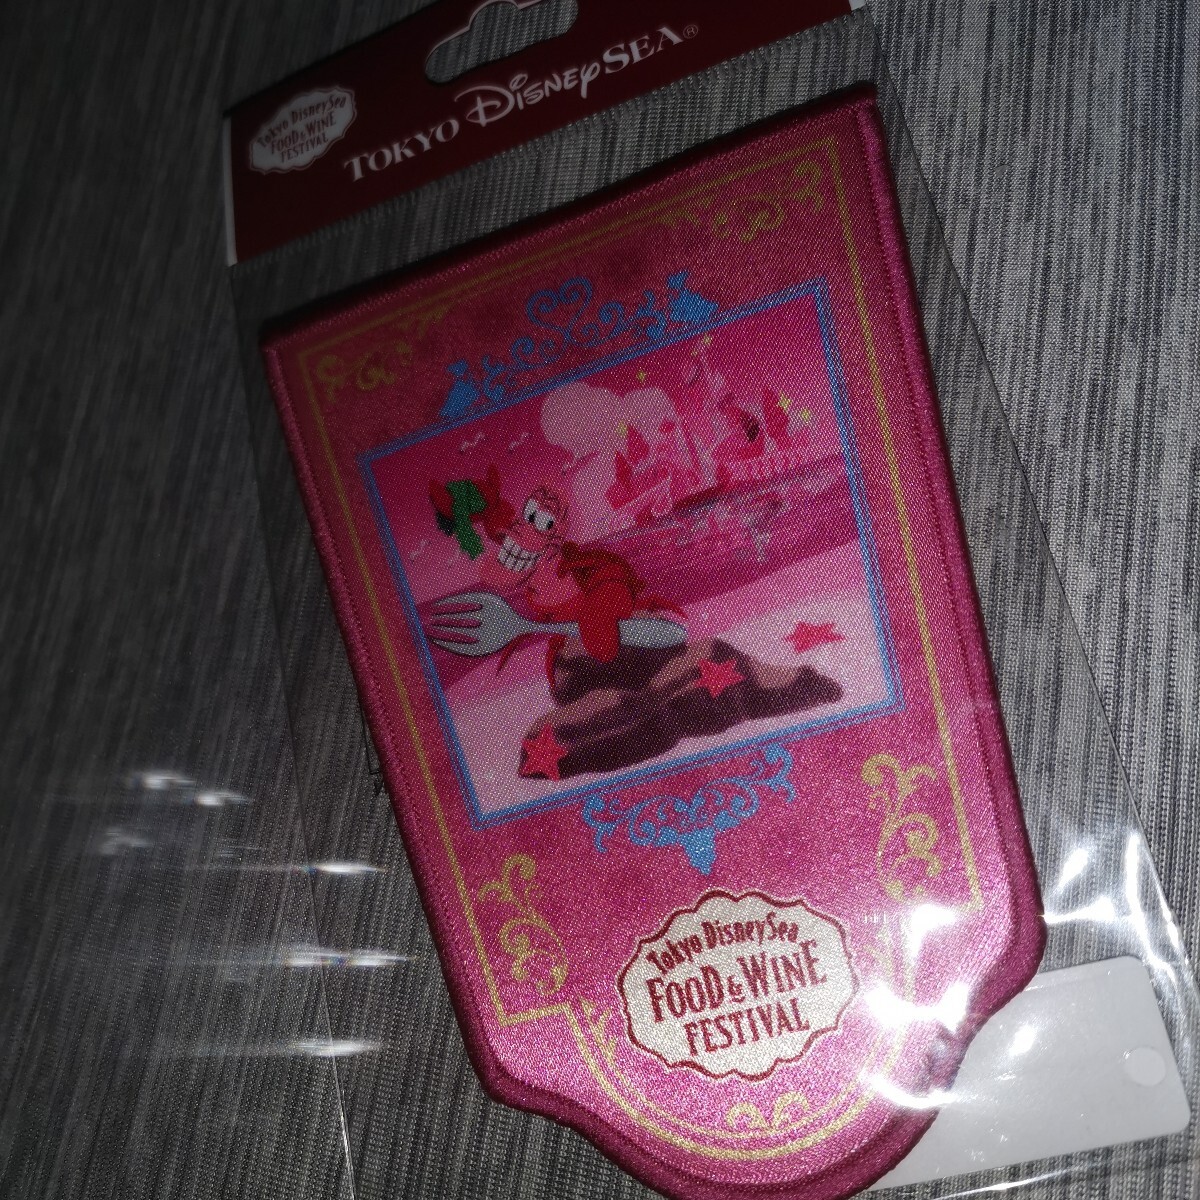 TOKYO DISNEYSEA®
Tokyo DisneySea
FOOD & WINE
FESTIVAL
Tokyo DisneySea
FOOD & WINE
FESTIVAL